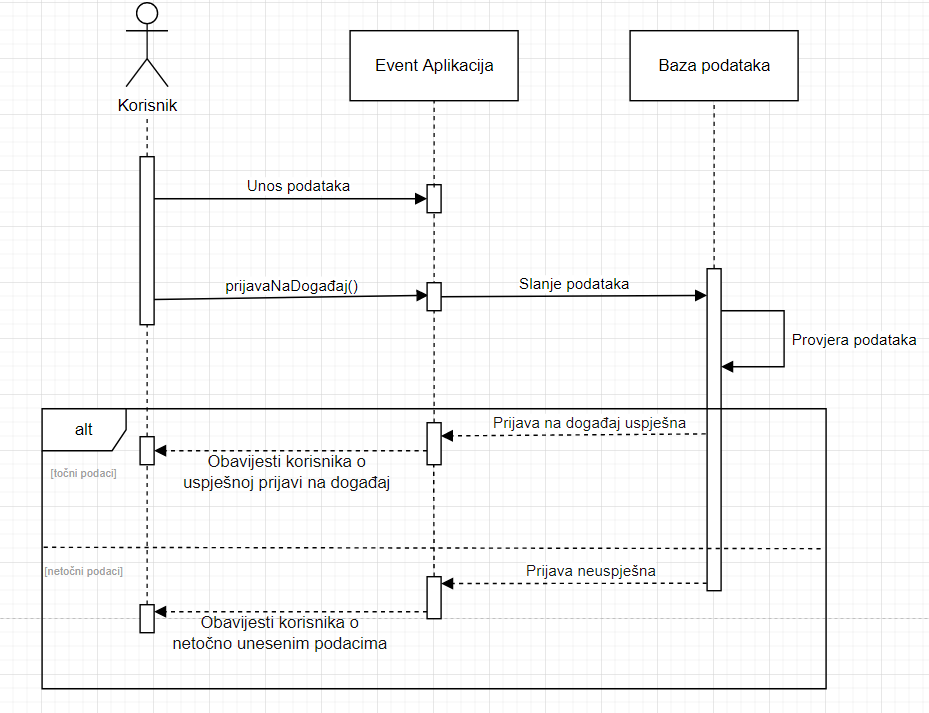 Korisnik
Event Aplikacija
Baza podataka
Unos podataka
prijavaNaDogađaj()
Slanje podataka
Provjera podataka
alt
Prijava na događaj uspješna
Obavijesti korisnika o
uspješnoj prijavi na događaj
[točni podaci]
[netočni podaci]
Prijava neuspješna
Obavijesti korisnika o
netočno unesenim podacima